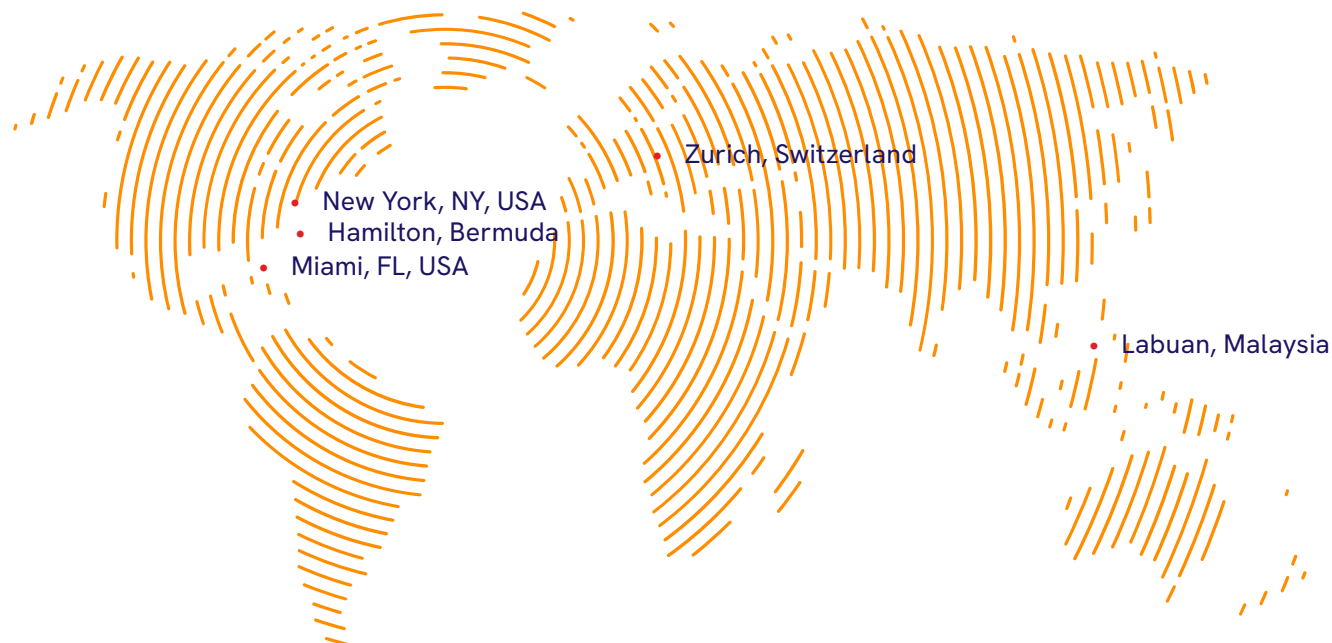 Zurich, Switzerland
New York, NY, USA
Hamilton, Bermuda
Miami, FL, USA
Labuan, Malaysia